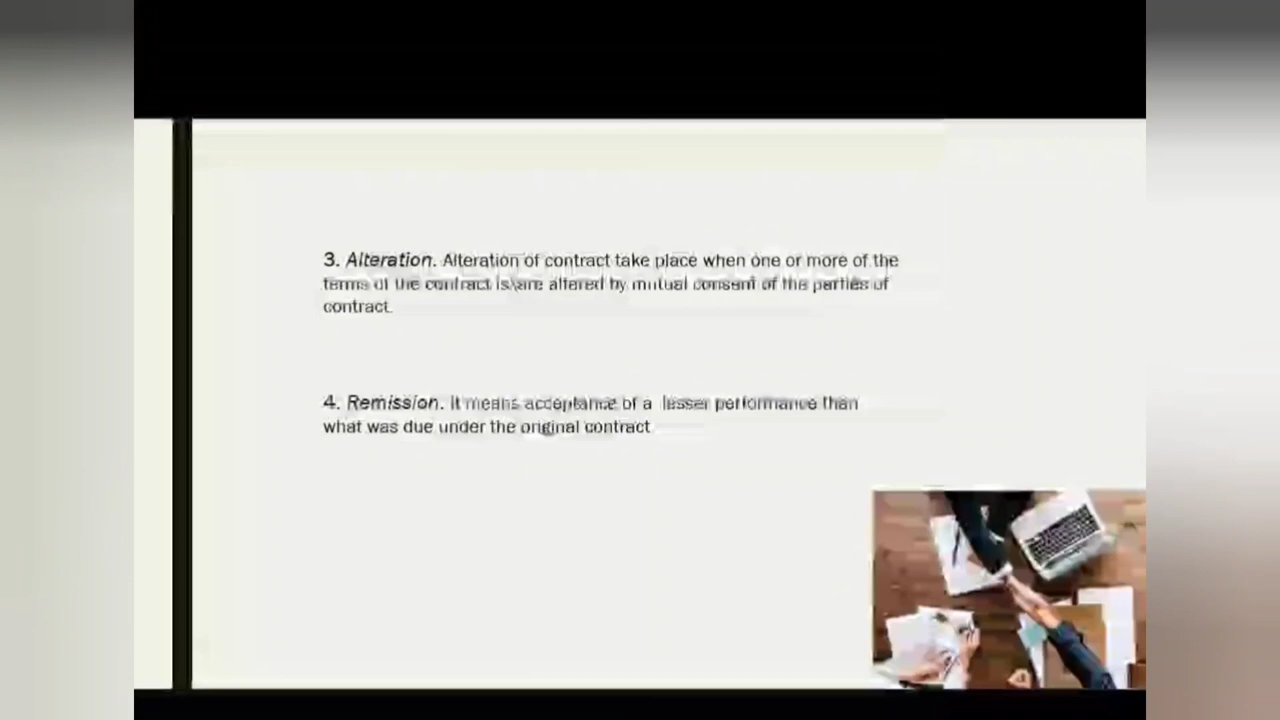 3. Alteration. Alteration of contract take place when one or more of the
terms of the contract is\are altered by mutual consent of the parties of
contract.
4. Remission. It means acceptance of a lesser performance than
what was due under the original contract